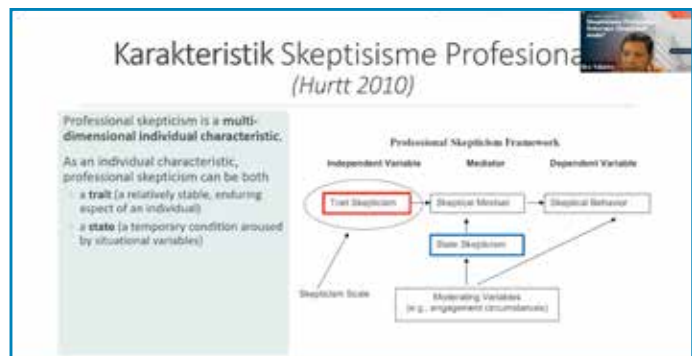 Karakteristik Skeptisisme Profesiona
(Hurtt 2010)
Professional skepticism is a multi-
dimensional individual characteristic.
As an individual characteristic,
professional skepticism can be both
a trait (a relatively stable, enduring
aspect of an individual)
a state (a temporary condition aroused
by situational variables)
Professional Skepticism Framework
Independent Variable Mediator Dependent Variable
Trait Skepticism Skeptical Mindset Skeptical Behavior
State Skepticism
Skepticism Scale
Moderating Variables
(e.g., engagement circumstances)